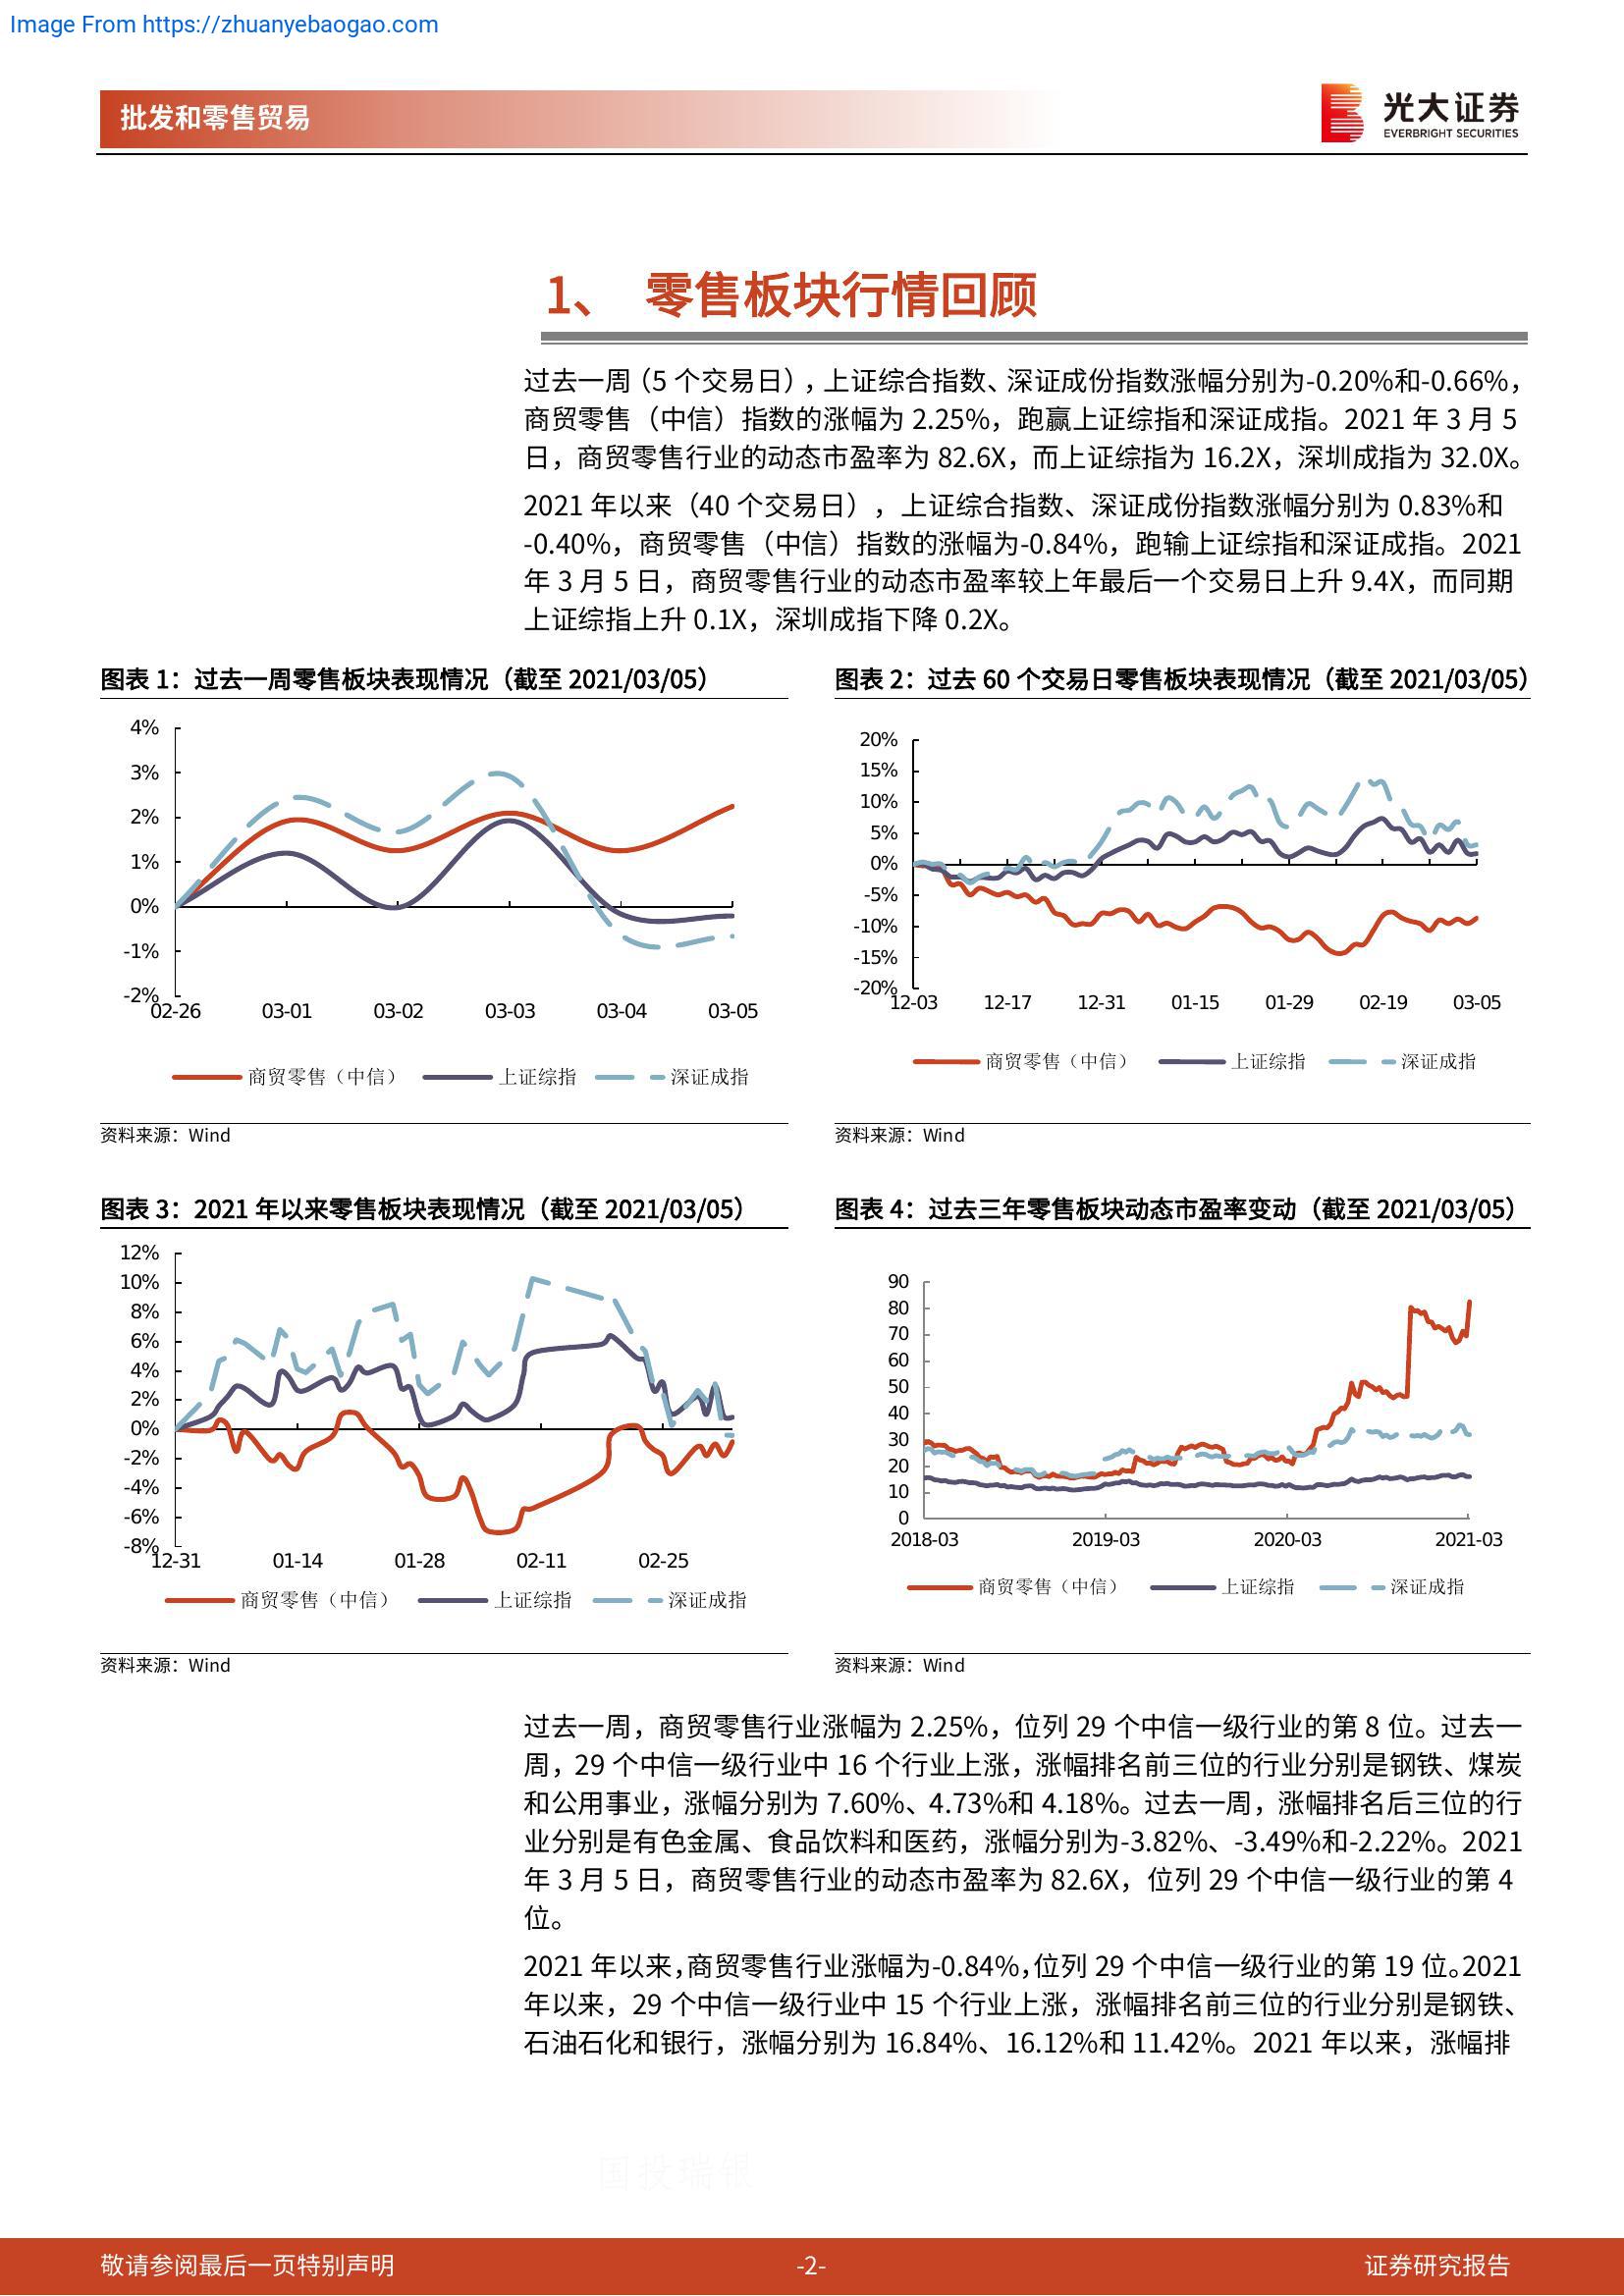 Image From https://zhuanyebaogao.com
批发和零售贸易
光大证券
EVERBRIGHT SECURITIES
1、 零售板块行情回顾
过去一周（5 个交易日），上证综合指数、深证成份指数涨幅分别为-0.20%和-0.66%，
商贸零售（中信）指数的涨幅为 2.25%，跑赢上证综指和深证成指。2021 年 3 月 5
日，商贸零售行业的动态市盈率为 82.6X，而上证综指为 16.2X，深圳成指为 32.0X。
2021 年以来（40 个交易日），上证综合指数、深证成份指数涨幅分别为 0.83%和
-0.40%，商贸零售（中信）指数的涨幅为-0.84%，跑输上证综指和深证成指。2021
年 3 月 5 日，商贸零售行业的动态市盈率较上年最后一个交易日上升 9.4X，而同期
上证综指上升 0.1X，深圳成指下降 0.2X。
图表 1：过去一周零售板块表现情况（截至 2021/03/05）
4%
3%
2%
1%
0%
-1%
-2%
02-26 03-01 03-02 03-03 03-04 03-05
商贸零售（中信） 上证综指 深证成指
资料来源：Wind
图表 2：过去 60 个交易日零售板块表现情况（截至 2021/03/05）
20%
15%
10%
5%
0%
-5%
-10%
-15%
-20%
12-03 12-17 12-31 01-15 01-29 02-19 03-05
商贸零售（中信） 上证综指 深证成指
资料来源：Wind
图表 3：2021 年以来零售板块表现情况（截至 2021/03/05）
12%
10%
8%
6%
4%
2%
0%
-2%
-4%
-6%
-8%
12-31 01-14 01-28 02-11 02-25
商贸零售（中信） 上证综指 深证成指
资料来源：Wind
图表 4：过去三年零售板块动态市盈率变动（截至 2021/03/05）
90
80
70
60
50
40
30
20
10
0
2018-03 2019-03 2020-03 2021-03
商贸零售（中信） 上证综指 深证成指
资料来源：Wind
过去一周，商贸零售行业涨幅为 2.25%，位列 29 个中信一级行业的第 8 位。过去一
周，29 个中信一级行业中 16 个行业上涨，涨幅排名前三位的行业分别是钢铁、煤炭
和公用事业，涨幅分别为 7.60%、4.73%和 4.18%。过去一周，涨幅排名后三位的行
业分别是有色金属、食品饮料和医药，涨幅分别为-3.82%、-3.49%和-2.22%。2021
年 3 月 5 日，商贸零售行业的动态市盈率为 82.6X，位列 29 个中信一级行业的第 4
位。
2021 年以来，商贸零售行业涨幅为-0.84%，位列 29 个中信一级行业的第 19 位。2021
年以来，29 个中信一级行业中 15 个行业上涨，涨幅排名前三位的行业分别是钢铁、
石油石化和银行，涨幅分别为 16.84%、16.12%和 11.42%。2021 年以来，涨幅排
国投瑞银
敬请参阅最后一页特别声明
-2-
证券研究报告